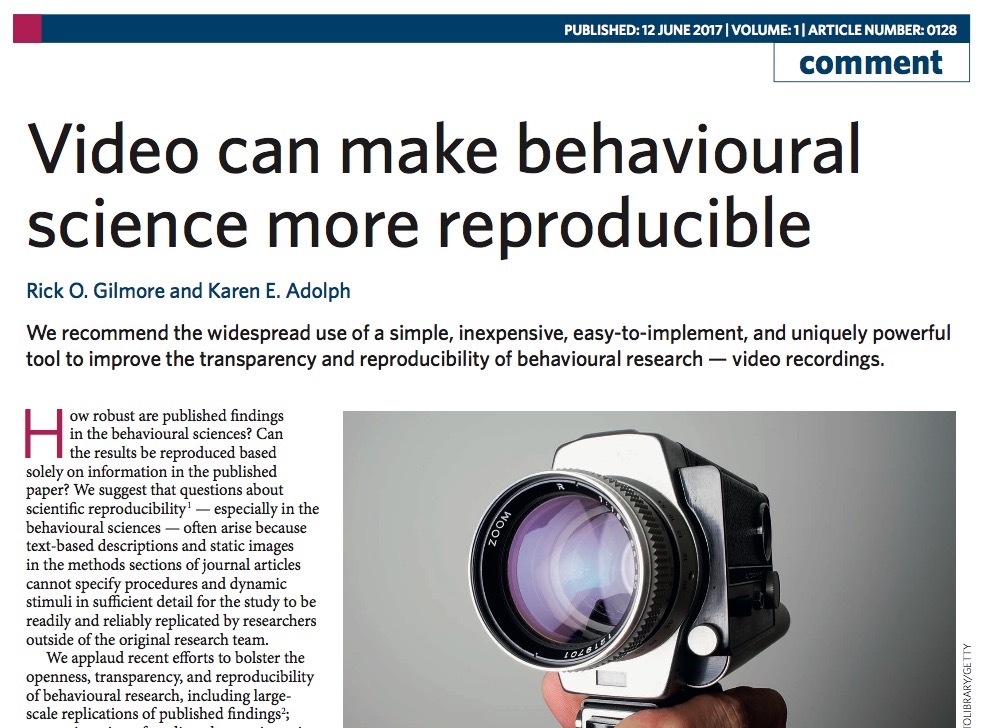 PUBLISHED: 12 JUNE 2017 | VOLUME: 1 | ARTICLE NUMBER: 0128
comment
Video can make behavioural
science more reproducible
Rick O. Gilmore and Karen E. Adolph
We recommend the widespread use of a simple, inexpensive, easy-to-implement, and uniquely powerful
tool to improve the transparency and reproducibility of behavioural research — video recordings.
How robust are published findings
in the behavioural sciences? Can
the results be reproduced based
solely on information in the published
paper? We suggest that questions about
scientific reproducibility¹ — especially in the
behavioural sciences — often arise because
text-based descriptions and static images
in the methods sections of journal articles
cannot specify procedures and dynamic
stimuli in sufficient detail for the study to be
readily and reliably replicated by researchers
outside of the original research team.
We applaud recent efforts to bolster the
openness, transparency, and reproducibility
of behavioural research, including large-
scale replications of published findings²;
ZOOM
1219701
OLIBRARY/GETTY